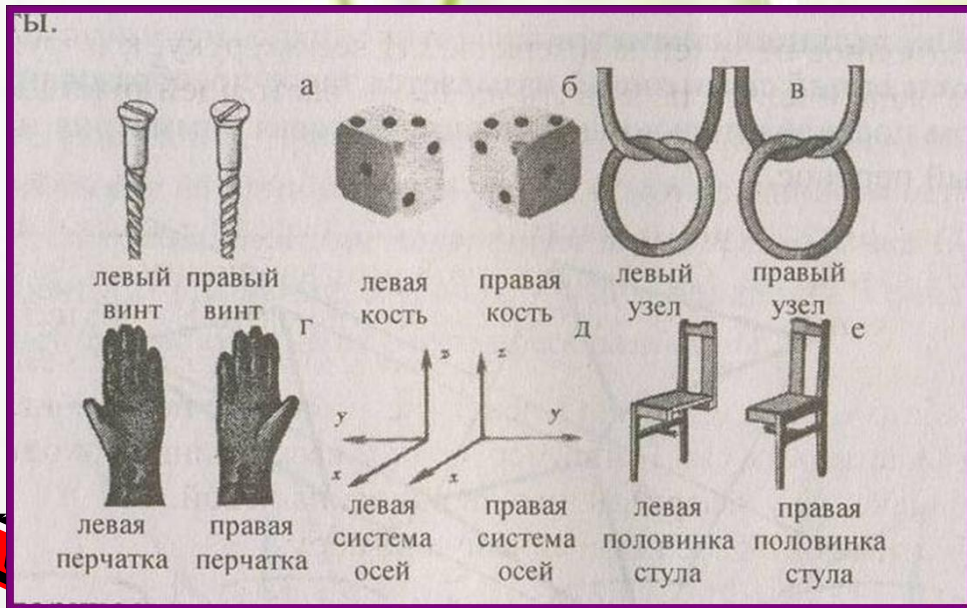 ты.
а
б
в
левый правый
винт винт
левая правая
кость кость
левый правый
узел узел
г
д
е
z z
y y
x x
левая правая
перчатка перчатка
левая правая
система система
осей осей
левая правая
половинка половинка
стула стула